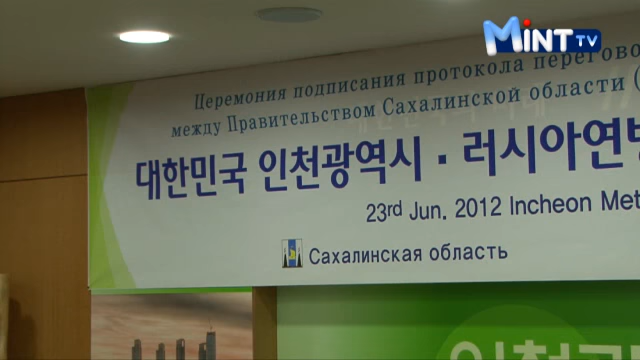 MINT TV
Церемония подписания протокола перегово
между Правительством Сахалинской области (
대한민국 인천광역시 · 러시아연방
23rd Jun. 2012 Incheon Met
Сахалинская область